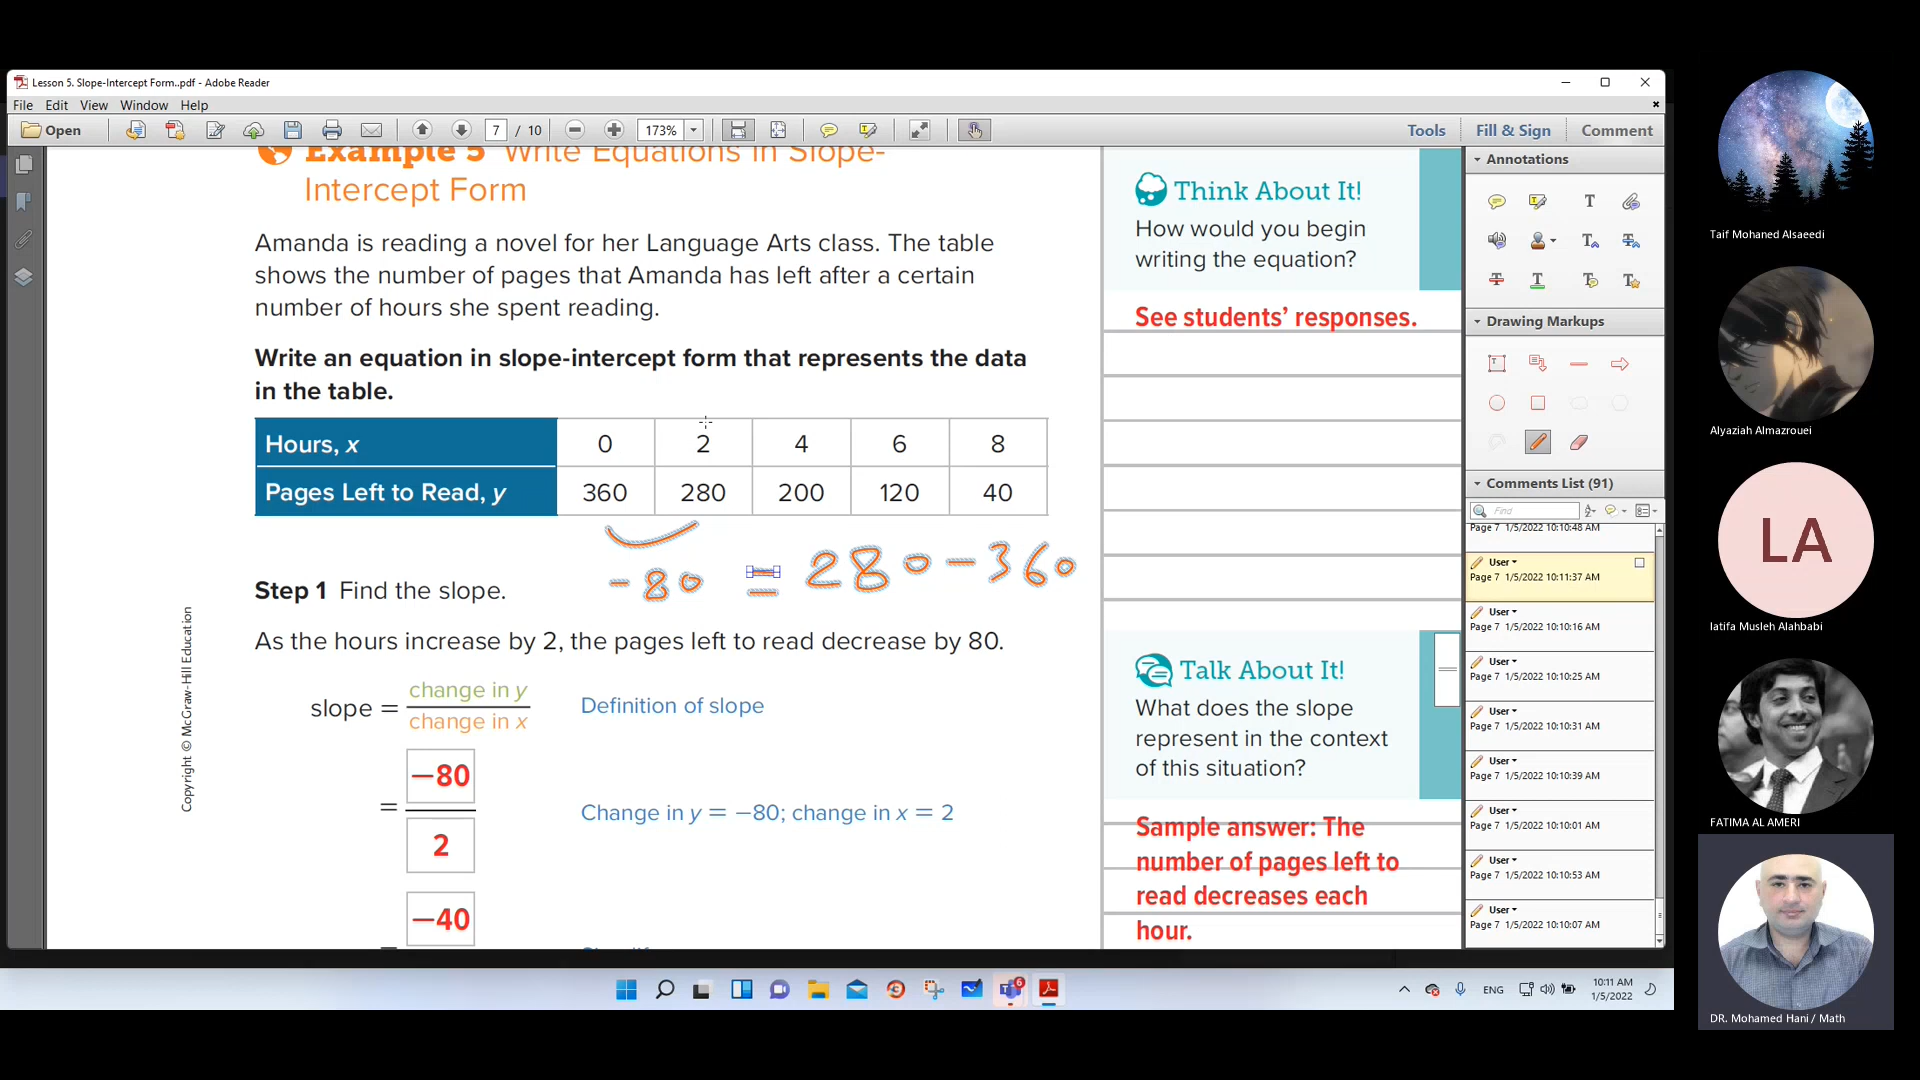 Lesson 5. Slope-Intercept Form..pdf - Adobe Reader
File Edit View Window Help
Open 7 / 10 173% Tools Fill & Sign Comment
Example 5 Write Equations in Slope-
Intercept Form
Amanda is reading a novel for her Language Arts class. The table
shows the number of pages that Amanda has left after a certain
number of hours she spent reading.
Write an equation in slope-intercept form that represents the data
in the table.
Hours, x 0 2 4 6 8
Pages Left to Read, y 360 280 200 120 40
-80 = 280-360
Step 1 Find the slope.
As the hours increase by 2, the pages left to read decrease by 80.
slope = change in y
change in x
Definition of slope
= −80
2
Change in y = −80; change in x = 2
= −40
Copyright © McGraw-Hill Education
Think About It!
How would you begin
writing the equation?
See students’ responses.
Talk About It!
What does the slope
represent in the context
of this situation?
Sample answer: The
number of pages left to
read decreases each
hour.
Annotations
Drawing Markups
Comments List (91)
Find
Page 7 1/5/2022 10:10:48 AM
User
Page 7 1/5/2022 10:11:37 AM
User
Page 7 1/5/2022 10:10:16 AM
User
Page 7 1/5/2022 10:10:25 AM
User
Page 7 1/5/2022 10:10:31 AM
User
Page 7 1/5/2022 10:10:39 AM
User
Page 7 1/5/2022 10:10:01 AM
User
Page 7 1/5/2022 10:10:53 AM
User
Page 7 1/5/2022 10:10:07 AM
Taif Mohaned Alsaeedi
Alyaziah Almazrouei
LA
latifa Musleh Alahbabi
FATIMA AL AMERI
DR. Mohamed Hani / Math
6
ENG
10:11 AM
1/5/2022